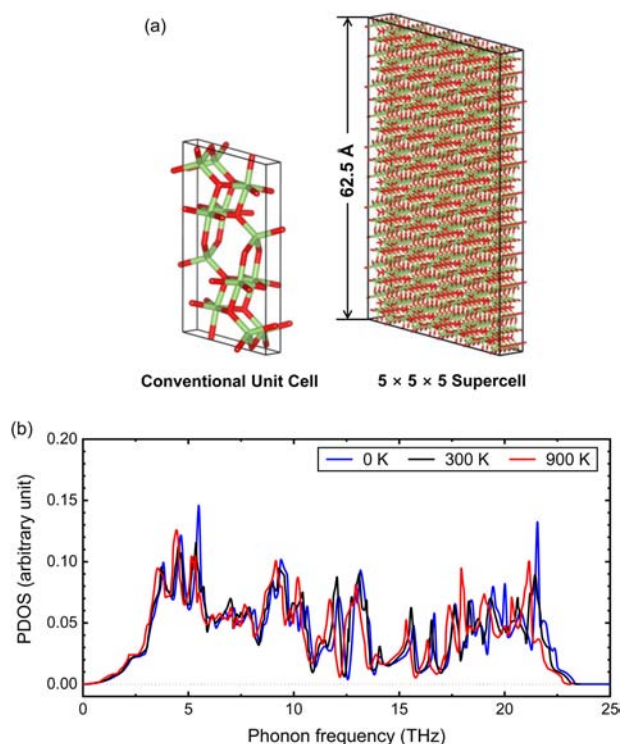 (a)
62.5 Å
Conventional Unit Cell
5 × 5 × 5 Supercell
(b)
0.20
0.15
0.10
0.05
0.00
PDOS (arbitrary unit)
0 K
300 K
900 K
0
5
10
15
20
25
Phonon frequency (THz)